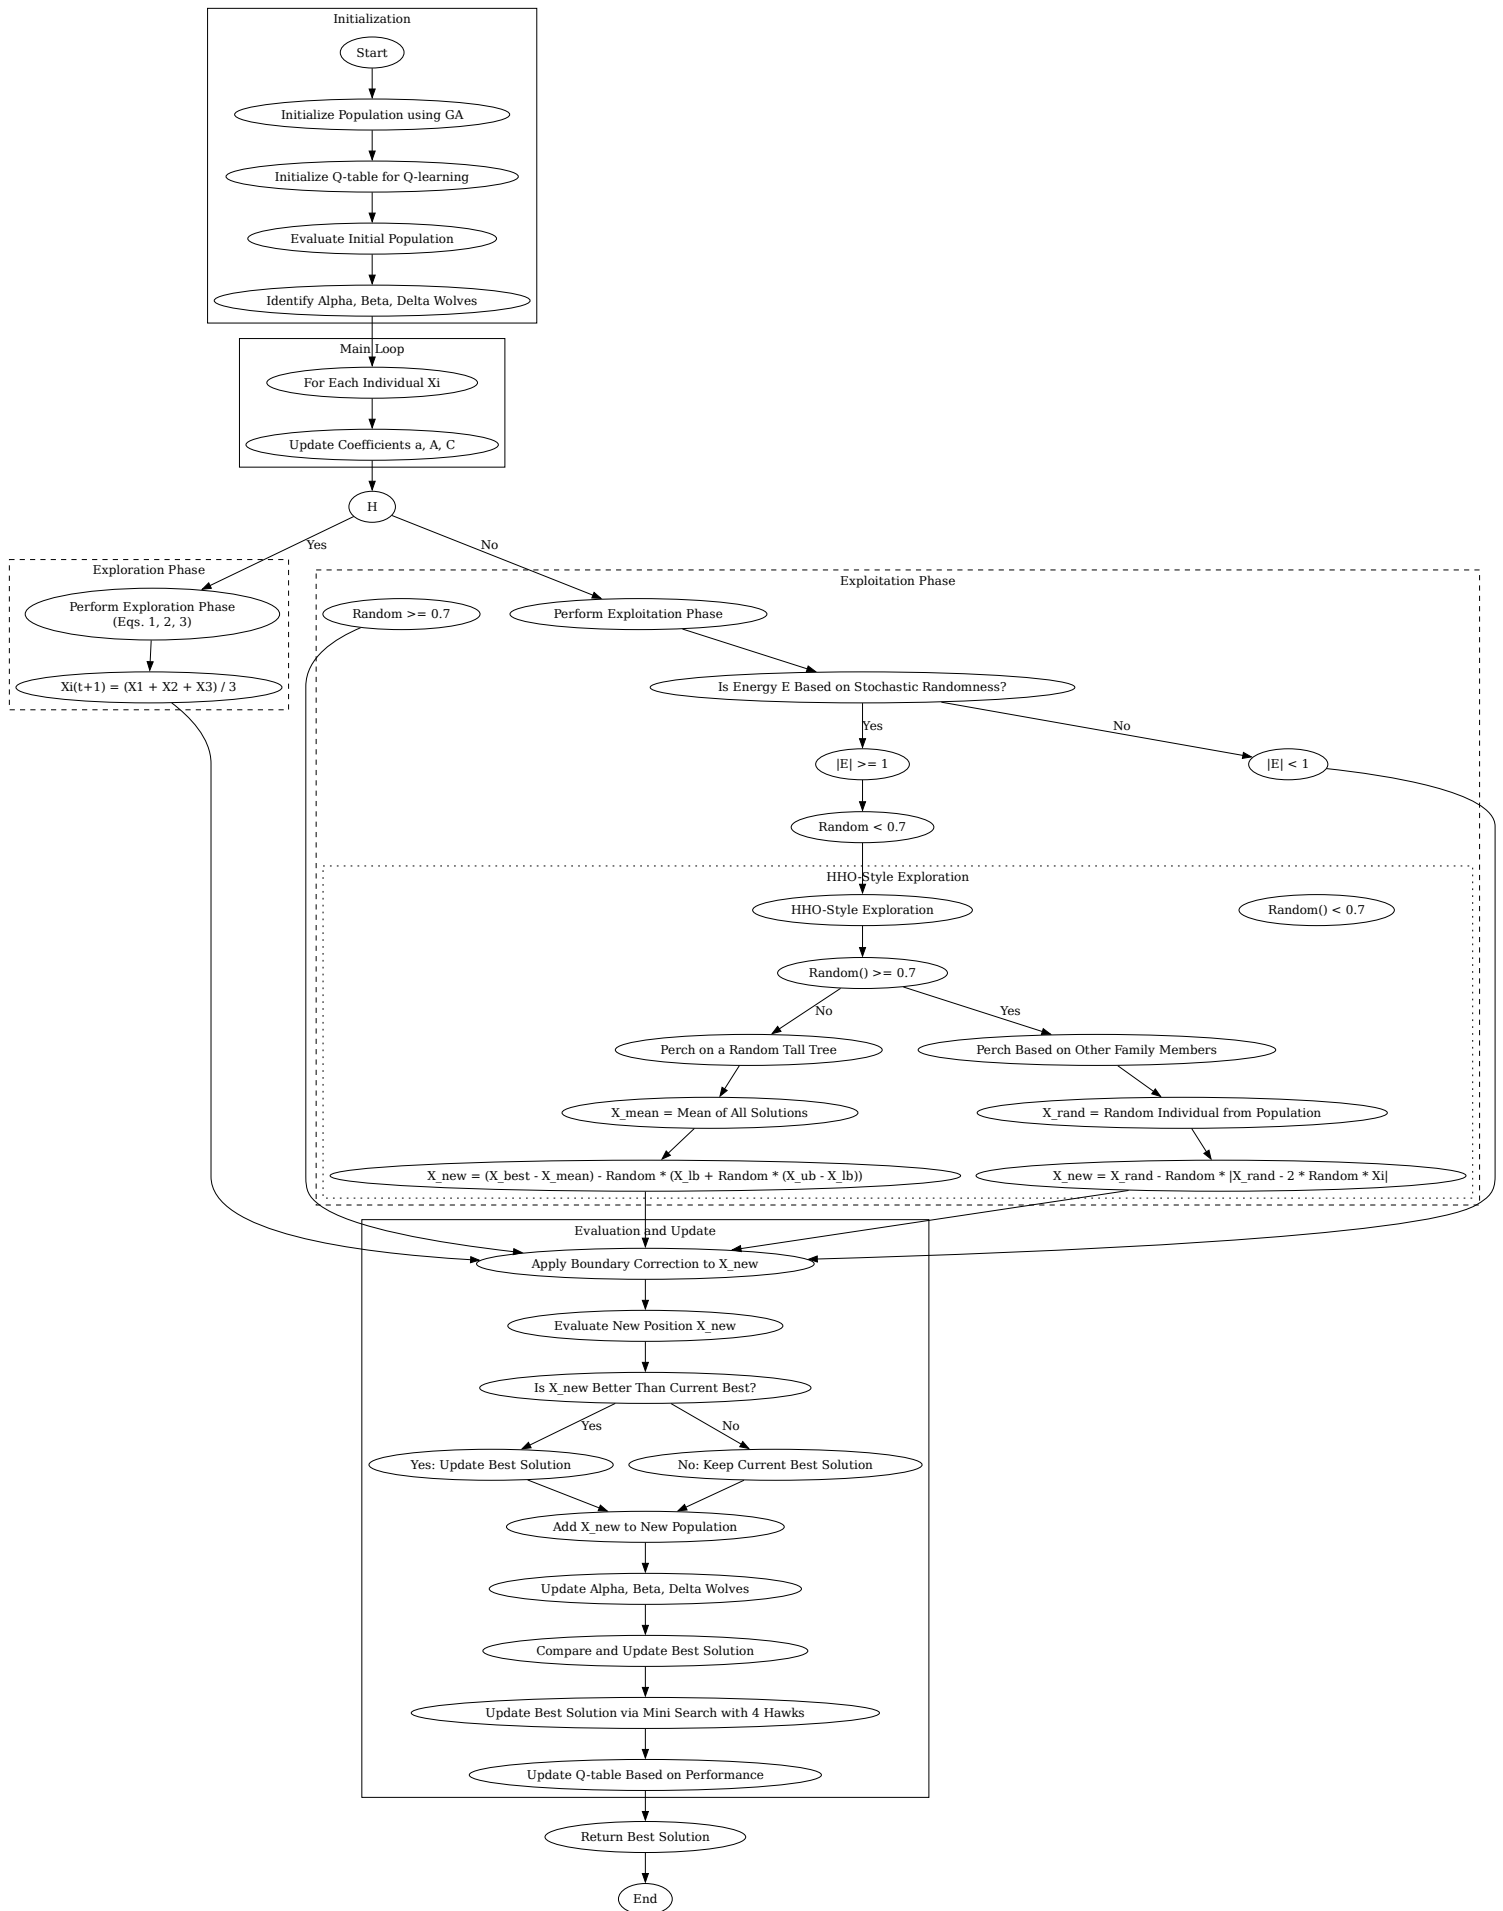 Initialization
Start
Initialize Population using GA
Initialize Q-table for Q-learning
Evaluate Initial Population
Identify Alpha, Beta, Delta Wolves
Main Loop
For Each Individual Xi
Update Coefficients a, A, C
H
Yes
No
Exploration Phase
Perform Exploration Phase
(Eqs. 1, 2, 3)
Xi(t+1) = (X1 + X2 + X3) / 3
Exploitation Phase
Random >= 0.7
Perform Exploitation Phase
Is Energy E Based on Stochastic Randomness?
Yes
No
|E| >= 1
|E| < 1
Random < 0.7
HHO-Style Exploration
HHO-Style Exploration
Random() < 0.7
Random() >= 0.7
No
Yes
Perch on a Random Tall Tree
Perch Based on Other Family Members
X_mean = Mean of All Solutions
X_rand = Random Individual from Population
X_new = (X_best - X_mean) - Random * (X_lb + Random * (X_ub - X_lb))
X_new = X_rand - Random * |X_rand - 2 * Random * Xi|
Evaluation and Update
Apply Boundary Correction to X_new
Evaluate New Position X_new
Is X_new Better Than Current Best?
Yes
No
Yes: Update Best Solution
No: Keep Current Best Solution
Add X_new to New Population
Update Alpha, Beta, Delta Wolves
Compare and Update Best Solution
Update Best Solution via Mini Search with 4 Hawks
Update Q-table Based on Performance
Return Best Solution
End